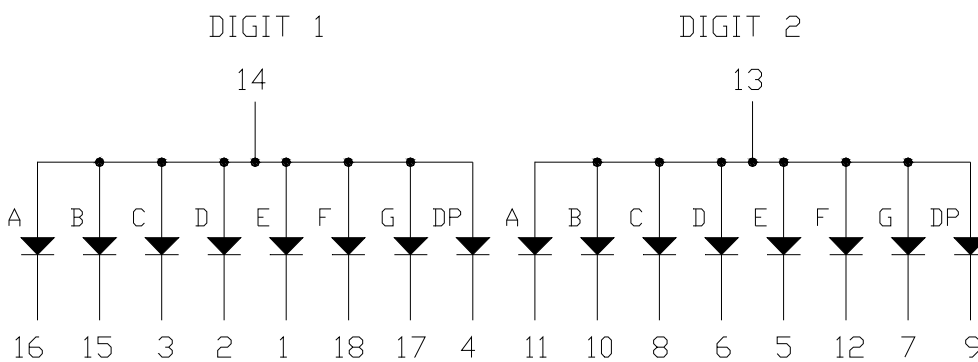 DIGIT 1 DIGIT 2
14 13
A B C D E F G DP A B C D E F G DP
16 15 3 2 1 18 17 4 11 10 8 6 5 12 7 9